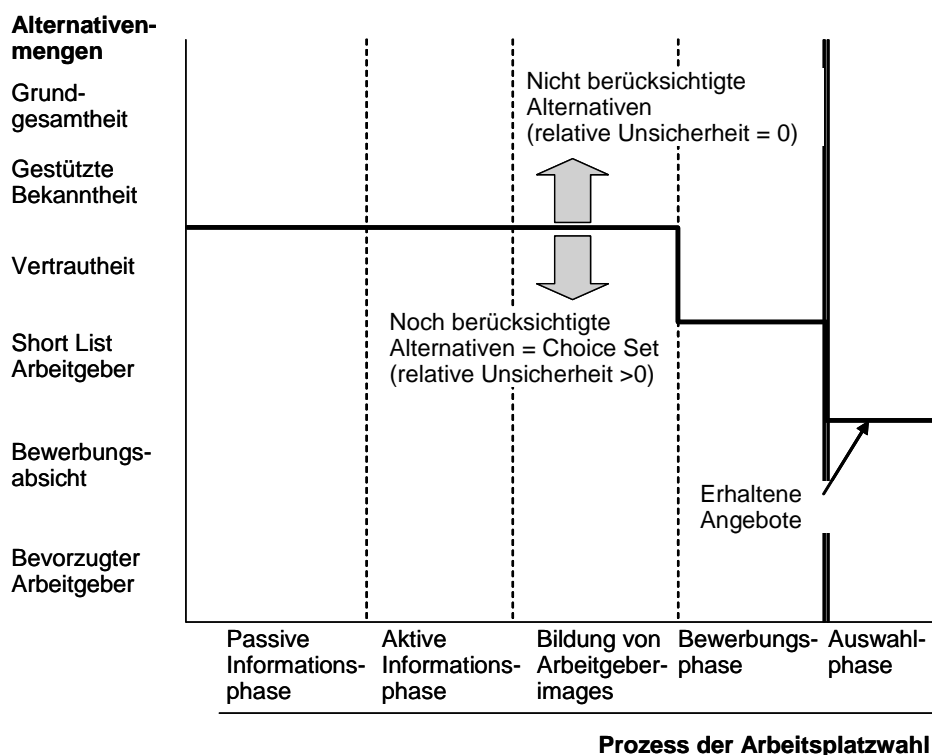 Alternativen-
mengen
Grund-
gesamtheit
Gestützte
Bekanntheit
Vertrautheit
Short List
Arbeitgeber
Bewerbungs-
absicht
Bevorzugter
Arbeitgeber
Nicht berücksichtigte
Alternativen
(relative Unsicherheit = 0)
Noch berücksichtigte
Alternativen = Choice Set
(relative Unsicherheit >0)
Erhaltene
Angebote
Passive
Informations-
phase
Aktive
Informations-
phase
Bildung von
Arbeitgeber-
images
Bewerbungs-
phase
Auswahl-
phase
Prozess der Arbeitsplatzwahl